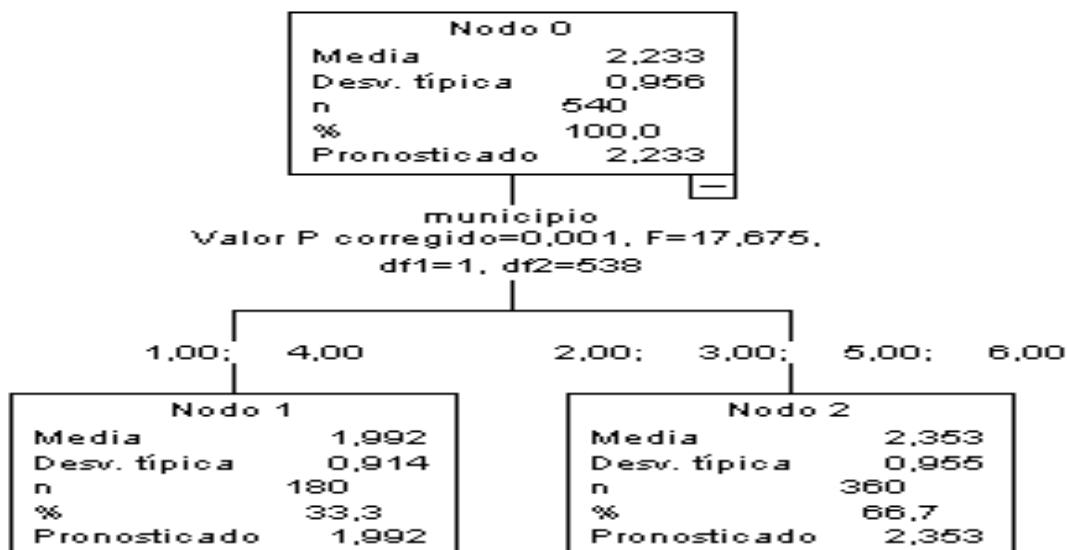 Nodo 0
Media 2,233
Desv. típica 0,956
n 540
% 100,0
Pronosticado 2,233
municipio
Valor P corregido=0,001, F=17,675,
df1=1, df2=538
1,00; 4,00
2,00; 3,00; 5,00; 6,00
Nodo 1
Media 1,992
Desv. típica 0,914
n 180
% 33,3
Pronosticado 1,992
Nodo 2
Media 2,353
Desv. típica 0,955
n 360
% 66,7
Pronosticado 2,353